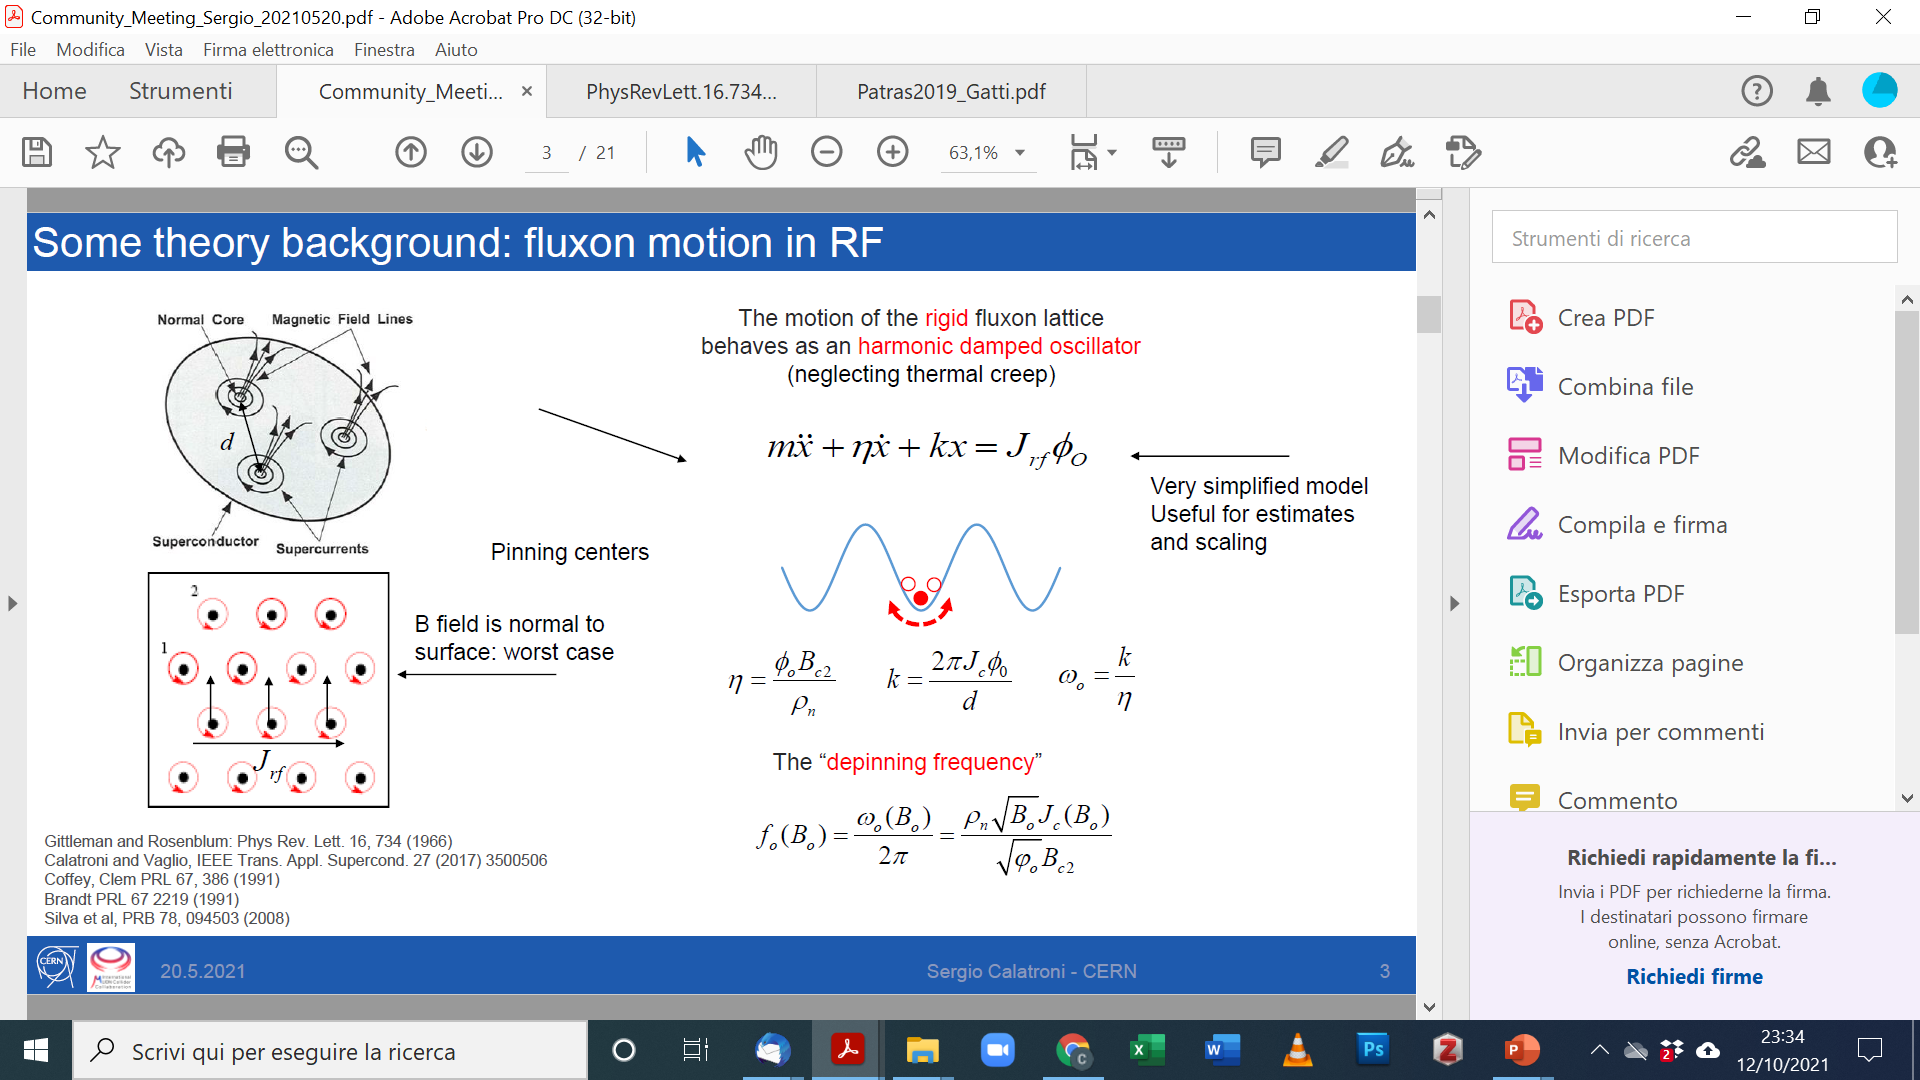 Community_Meeting_Sergio_20210520.pdf - Adobe Acrobat Pro DC (32-bit)
File Modifica Vista Firma elettronica Finestra Aiuto
Home Strumenti Community_Meeti... × PhysRevLett.16.734... Patras2019_Gatti.pdf
3 / 21 63,1%
Some theory background: fluxon motion in RF
Normal Core Magnetic Field Lines
d
Superconductor Supercurrents
The motion of the rigid fluxon lattice
behaves as an harmonic damped oscillator
(neglecting thermal creep)
mẍ + ηẋ + kx = J_rf ϕ_O
Very simplified model
Useful for estimates
and scaling
Pinning centers
2
1
J_rf
B field is normal to
surface: worst case
η = ϕ_o B_c2 / ρ_n k = 2πJ_c ϕ_0 / d ω_o = k / η
The “depinning frequency”
f_o(B_o) = ω_o(B_o) / 2π = ρ_n √B_o J_c(B_o) / √φ_o B_c2
Gittleman and Rosenblum: Phys Rev. Lett. 16, 734 (1966)
Calatroni and Vaglio, IEEE Trans. Appl. Supercond. 27 (2017) 3500506
Coffey, Clem PRL 67, 386 (1991)
Brandt PRL 67 2219 (1991)
Silva et al, PRB 78, 094503 (2008)
CERN
20.5.2021 Sergio Calatroni - CERN 3
Strumenti di ricerca
Crea PDF
Combina file
Modifica PDF
Compila e firma
Esporta PDF
Organizza pagine
Invia per commenti
Commento
Richiedi rapidamente la fi...
Invia i PDF per richiederne la firma.
I destinatari possono firmare
online, senza Acrobat.
Richiedi firme
Scrivi qui per eseguire la ricerca
C
X
W
Ps
Z
P
2
23:34
12/10/2021